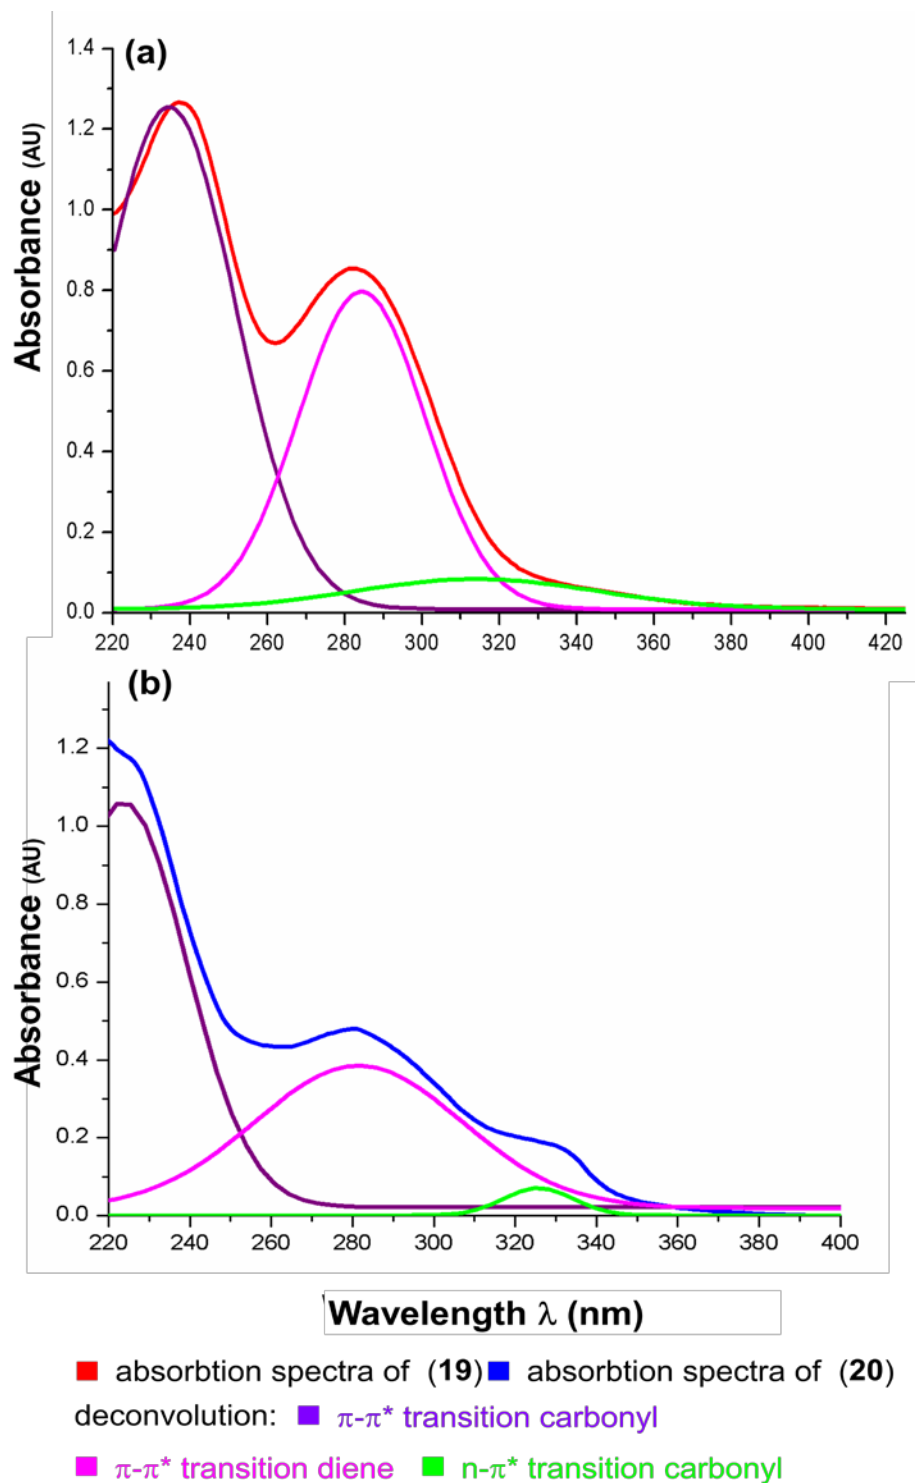 (a)
1.4
1.2
1.0
0.8
0.6
0.4
0.2
0.0
Absorbance (AU)
220 240 260 280 300 320 340 360 380 400 420
(b)
1.2
1.0
0.8
0.6
0.4
0.2
0.0
Absorbance (AU)
220 240 260 280 300 320 340 360 380 400
Wavelength λ (nm)
absorbtion spectra of (19) absorbtion spectra of (20)
deconvolution: π-π* transition carbonyl
π-π* transition diene n-π* transition carbonyl